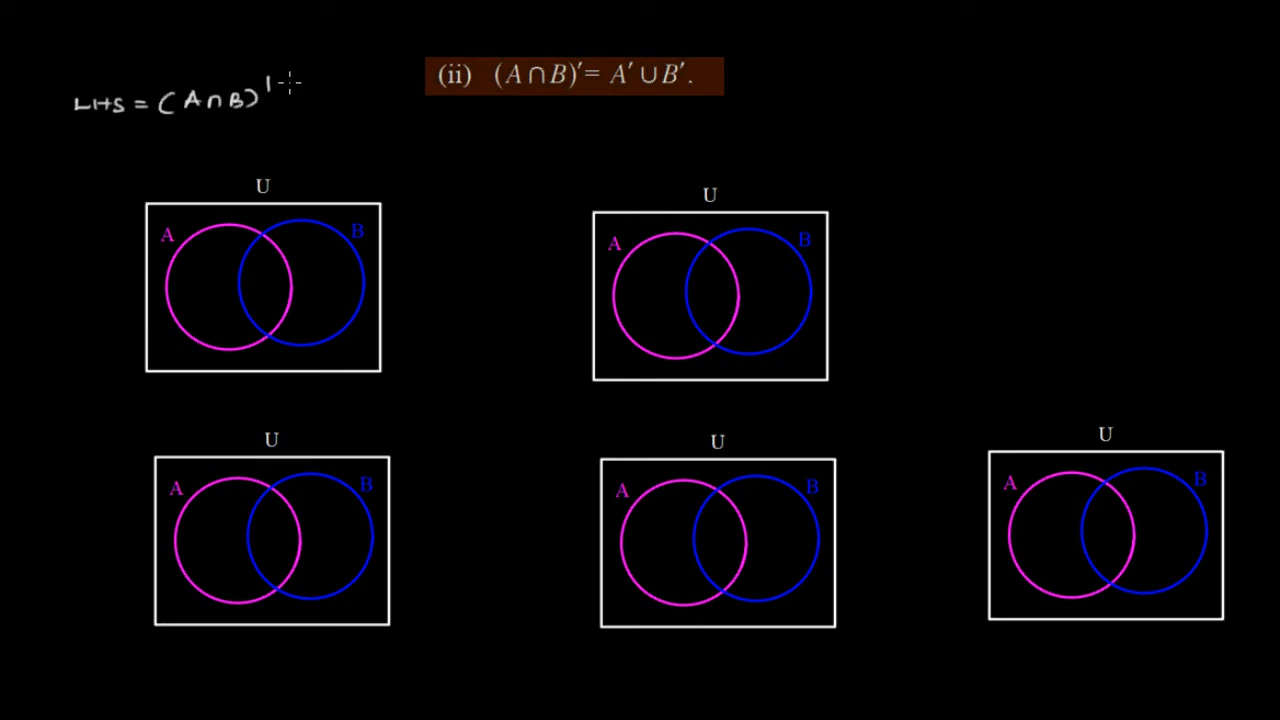 (ii) (A ∩ B)′ = A′ ∪ B′.
LHS = (A ∩ B)'
U
A B
U
A B
U
A B
U
A B
U
A B